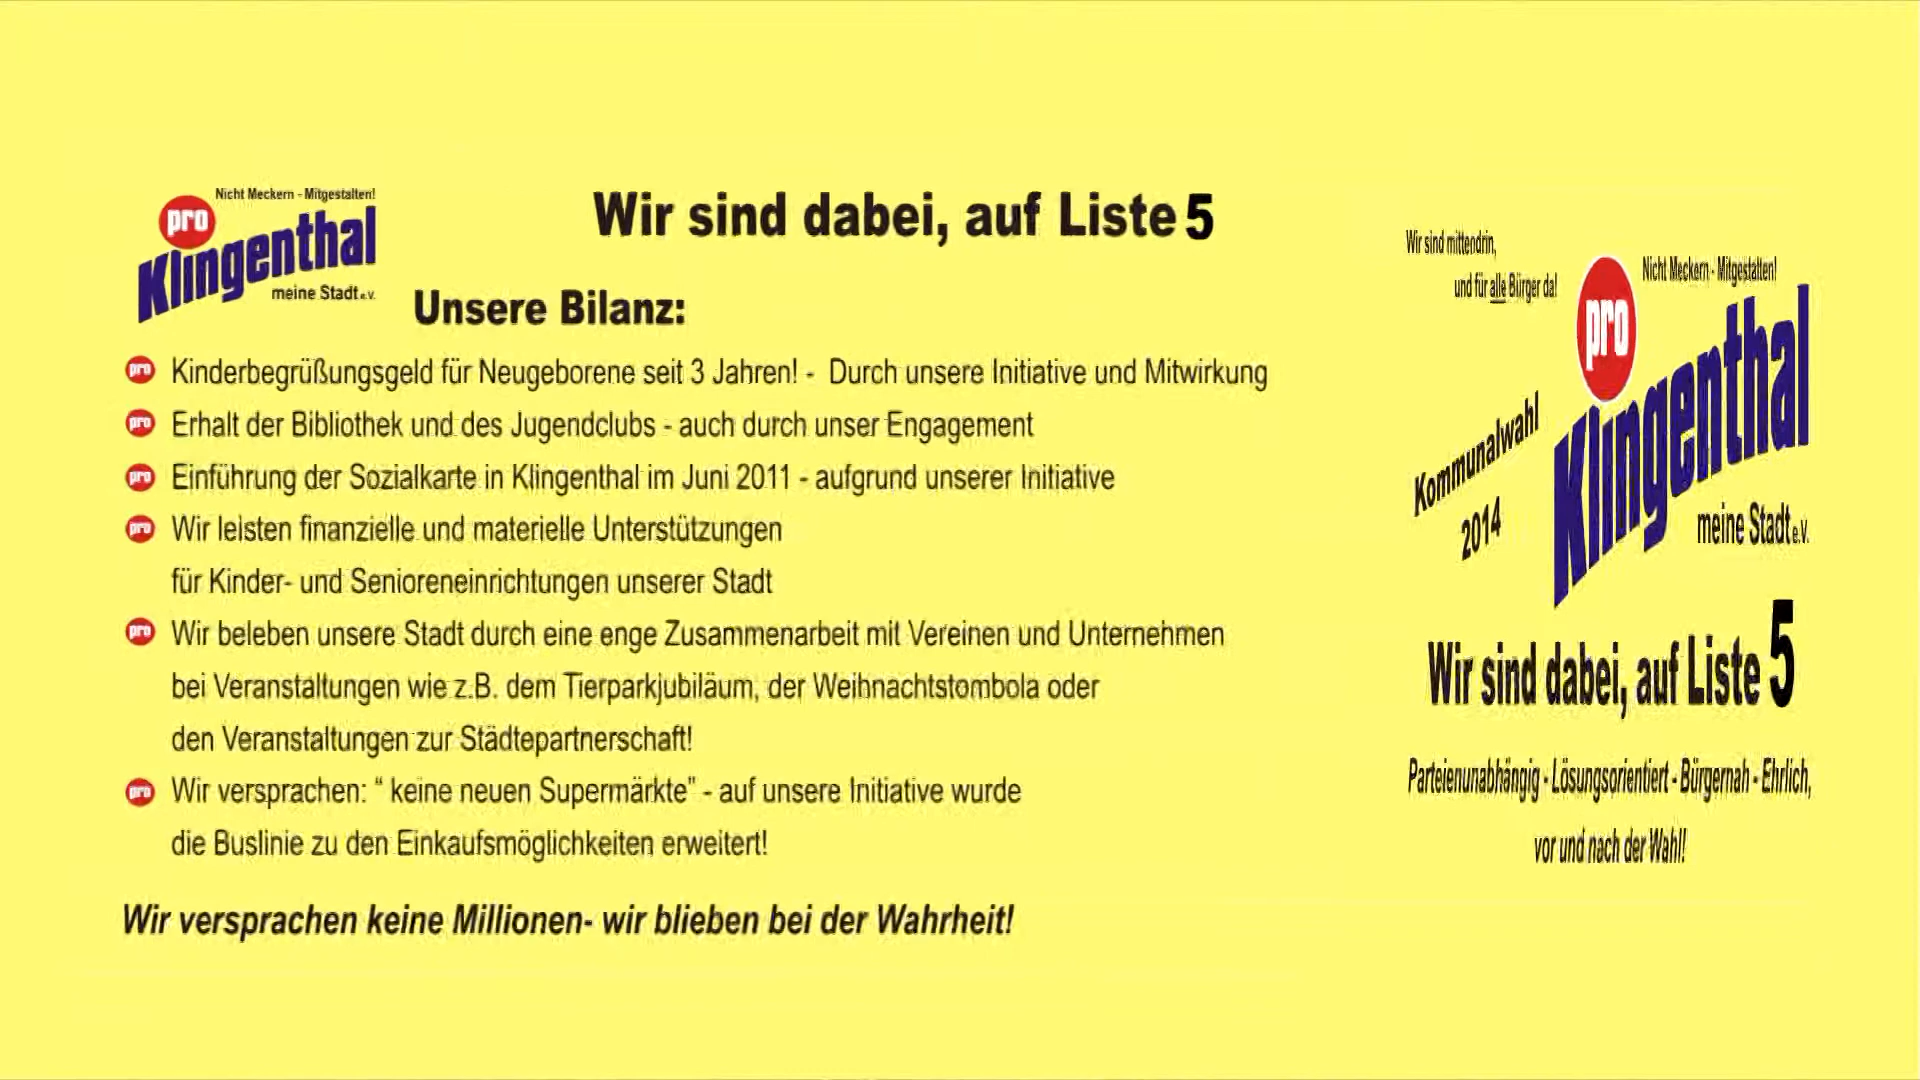 Nicht Meckern - Mitgestalten!
pro
Klingenthal
meine Stadt e.V.
Wir sind dabei, auf Liste 5
Unsere Bilanz:
pro Kinderbegrüßungsgeld für Neugeborene seit 3 Jahren! - Durch unsere Initiative und Mitwirkung
pro Erhalt der Bibliothek und des Jugendclubs - auch durch unser Engagement
pro Einführung der Sozialkarte in Klingenthal im Juni 2011 - aufgrund unserer Initiative
pro Wir leisten finanzielle und materielle Unterstützungen
für Kinder- und Senioreneinrichtungen unserer Stadt
pro Wir beleben unsere Stadt durch eine enge Zusammenarbeit mit Vereinen und Unternehmen
bei Veranstaltungen wie z.B. dem Tierparkjubiläum, der Weihnachtstombola oder
den Veranstaltungen zur Städtepartnerschaft!
pro Wir versprachen: “ keine neuen Supermärkte” - auf unsere Initiative wurde
die Buslinie zu den Einkaufsmöglichkeiten erweitert!
Wir versprachen keine Millionen- wir blieben bei der Wahrheit!
Wir sind mittendrin,
und für alle Bürger da!
Nicht Meckern - Mitgestalten!
pro
Klingenthal
meine Stadt e.V.
Kommunalwahl
2014
Wir sind dabei, auf Liste 5
Parteienunabhängig - Lösungsorientiert - Bürgernah - Ehrlich,
vor und nach der Wahl!